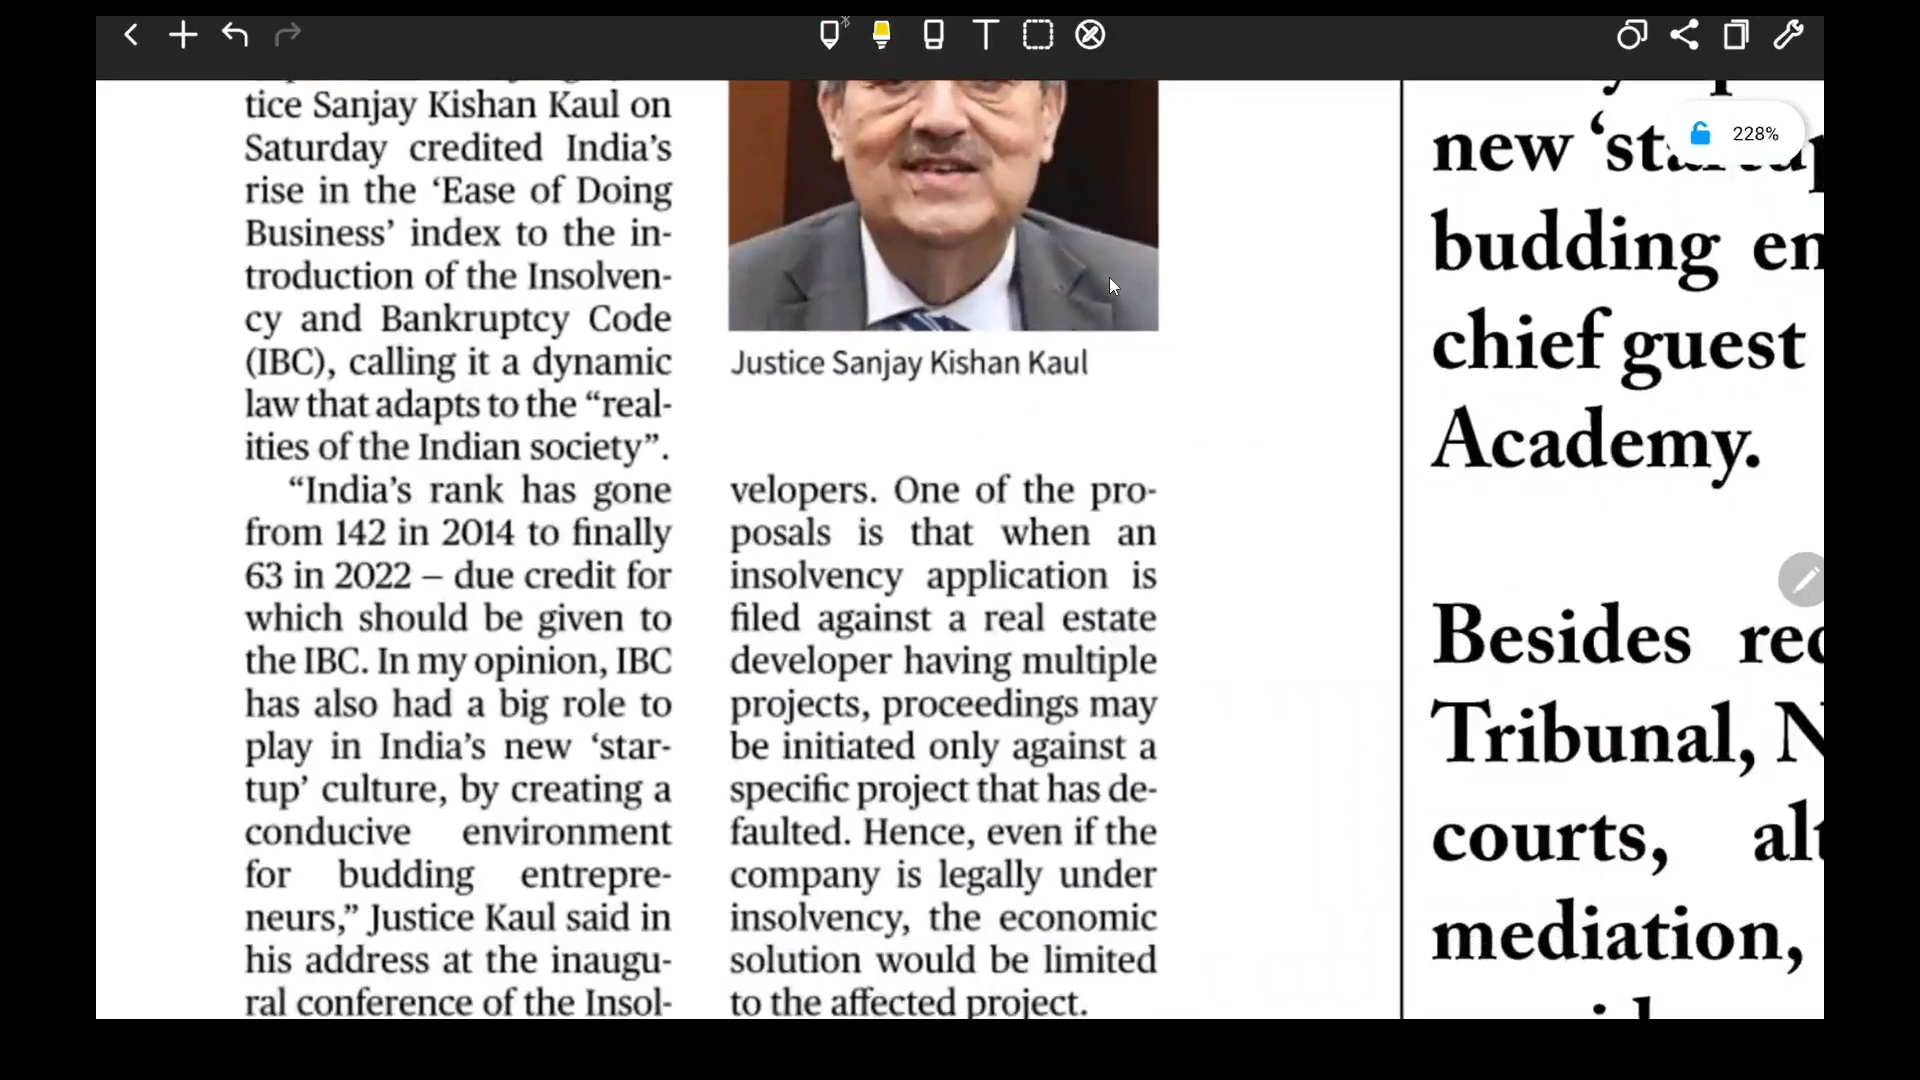 228%
tice Sanjay Kishan Kaul on
Saturday credited India’s
rise in the ‘Ease of Doing
Business’ index to the in-
troduction of the Insolven-
cy and Bankruptcy Code
(IBC), calling it a dynamic
law that adapts to the “real-
ities of the Indian society”.
“India’s rank has gone
from 142 in 2014 to finally
63 in 2022 – due credit for
which should be given to
the IBC. In my opinion, IBC
has also had a big role to
play in India’s new ‘star-
tup’ culture, by creating a
conducive environment
for budding entrepre-
neurs,” Justice Kaul said in
his address at the inaugu-
ral conference of the Insol-
Justice Sanjay Kishan Kaul
velopers. One of the pro-
posals is that when an
insolvency application is
filed against a real estate
developer having multiple
projects, proceedings may
be initiated only against a
specific project that has de-
faulted. Hence, even if the
company is legally under
insolvency, the economic
solution would be limited
to the affected project.
new
budding
chief guest
Academy.
Besides
Tribunal,
courts,
mediation,